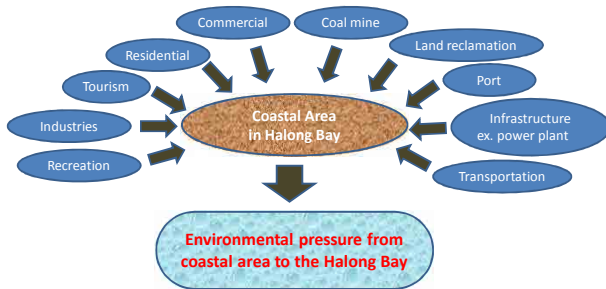 Commercial
Coal mine
Residential
Land reclamation
Tourism
Port
Industries
Coastal Area
in Halong Bay
Infrastructure
ex. power plant
Recreation
Transportation
Environmental pressure from
coastal area to the Halong Bay